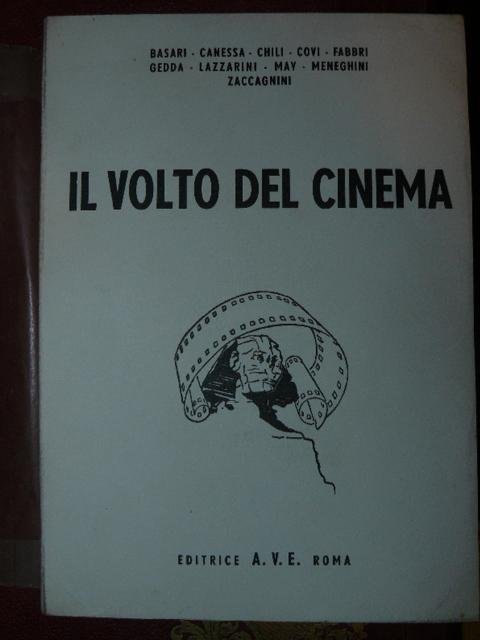 BASARI - CANESSA - CHILI - COVI - FABBRI
GEDDA - LAZZARINI - MAY - MENEGHINI
ZACCAGNINI
IL VOLTO DEL CINEMA
EDITRICE A. V. E. ROMA